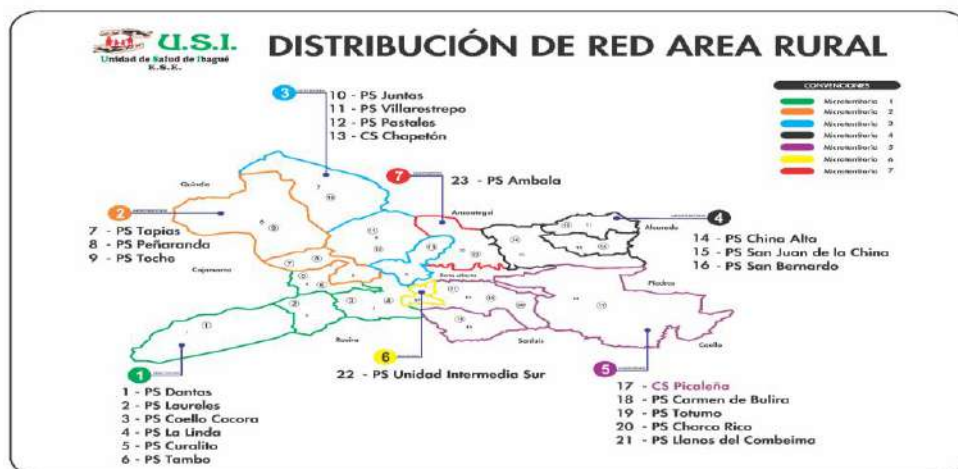 U.S.I.
Unidad de Salud de Ibagué
E.S.E.
DISTRIBUCIÓN DE RED AREA RURAL
CONVENCIONES
Microterritorio 1
Microterritorio 2
Microterritorio 3
Microterritorio 4
Microterritorio 5
Microterritorio 6
Microterritorio 7
3
10 - PS Juntas
11 - PS Villarestrepo
12 - PS Pastales
13 - CS Chapetón
7
23 - PS Ambala
2
7 - PS Tapias
8 - PS Peñaranda
9 - PS Toche
4
14 - PS China Alta
15 - PS San Juan de la China
16 - PS San Bernardo
Quindio
Anzoategui
Alvarado
Cajamarca
Piedras
Rovira
Coello
6
22 - PS Unidad Intermedia Sur
1
1 - PS Dantas
2 - PS Laureles
3 - PS Coello Cocora
4 - PS La Linda
5 - PS Curalito
6 - PS Tambo
5
17 - CS Picaleña
18 - PS Carmen de Bulira
19 - PS Totumo
20 - PS Charco Rico
21 - PS Llanos del Combeima